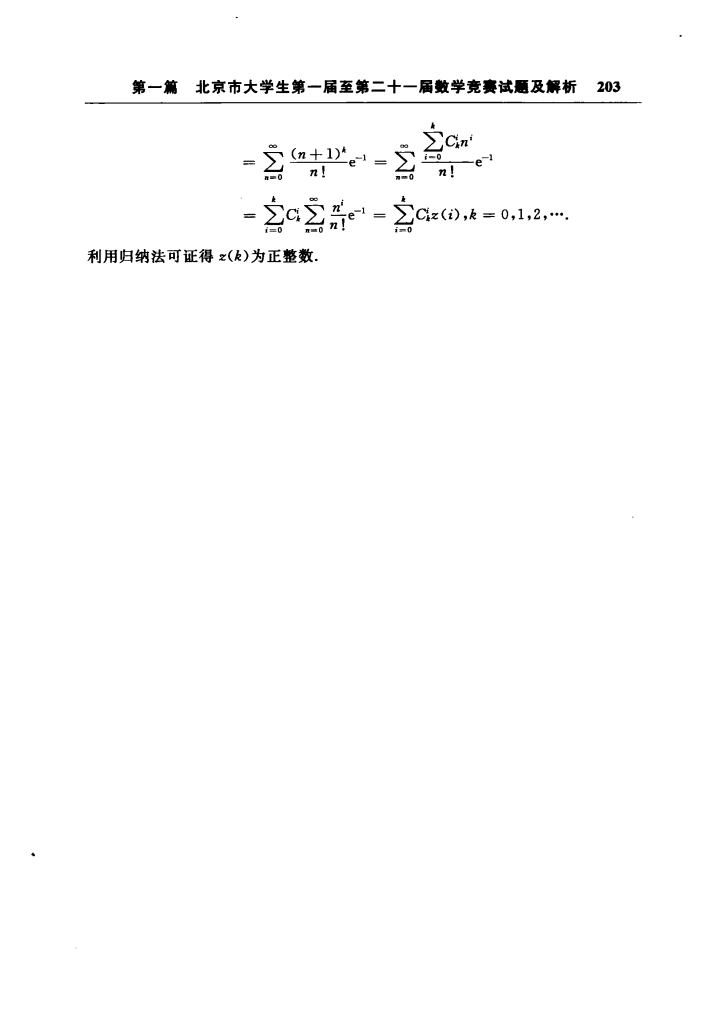 第一篇 北京市大学生第一届至第二十一届数学竞赛试题及解析 203
= \sum_{n=0}^{\infty} \frac{(n+1)^k}{n!} e^{-1} = \sum_{n=0}^{\infty} \frac{\sum_{i=0}^{k} C_k^i n^i}{n!} e^{-1}
= \sum_{i=0}^{k} C_k^i \sum_{n=0}^{\infty} \frac{n^i}{n!} e^{-1} = \sum_{i=0}^{k} C_k^i z(i), k = 0,1,2,⋯.
利用归纳法可证得 z(k)为正整数.